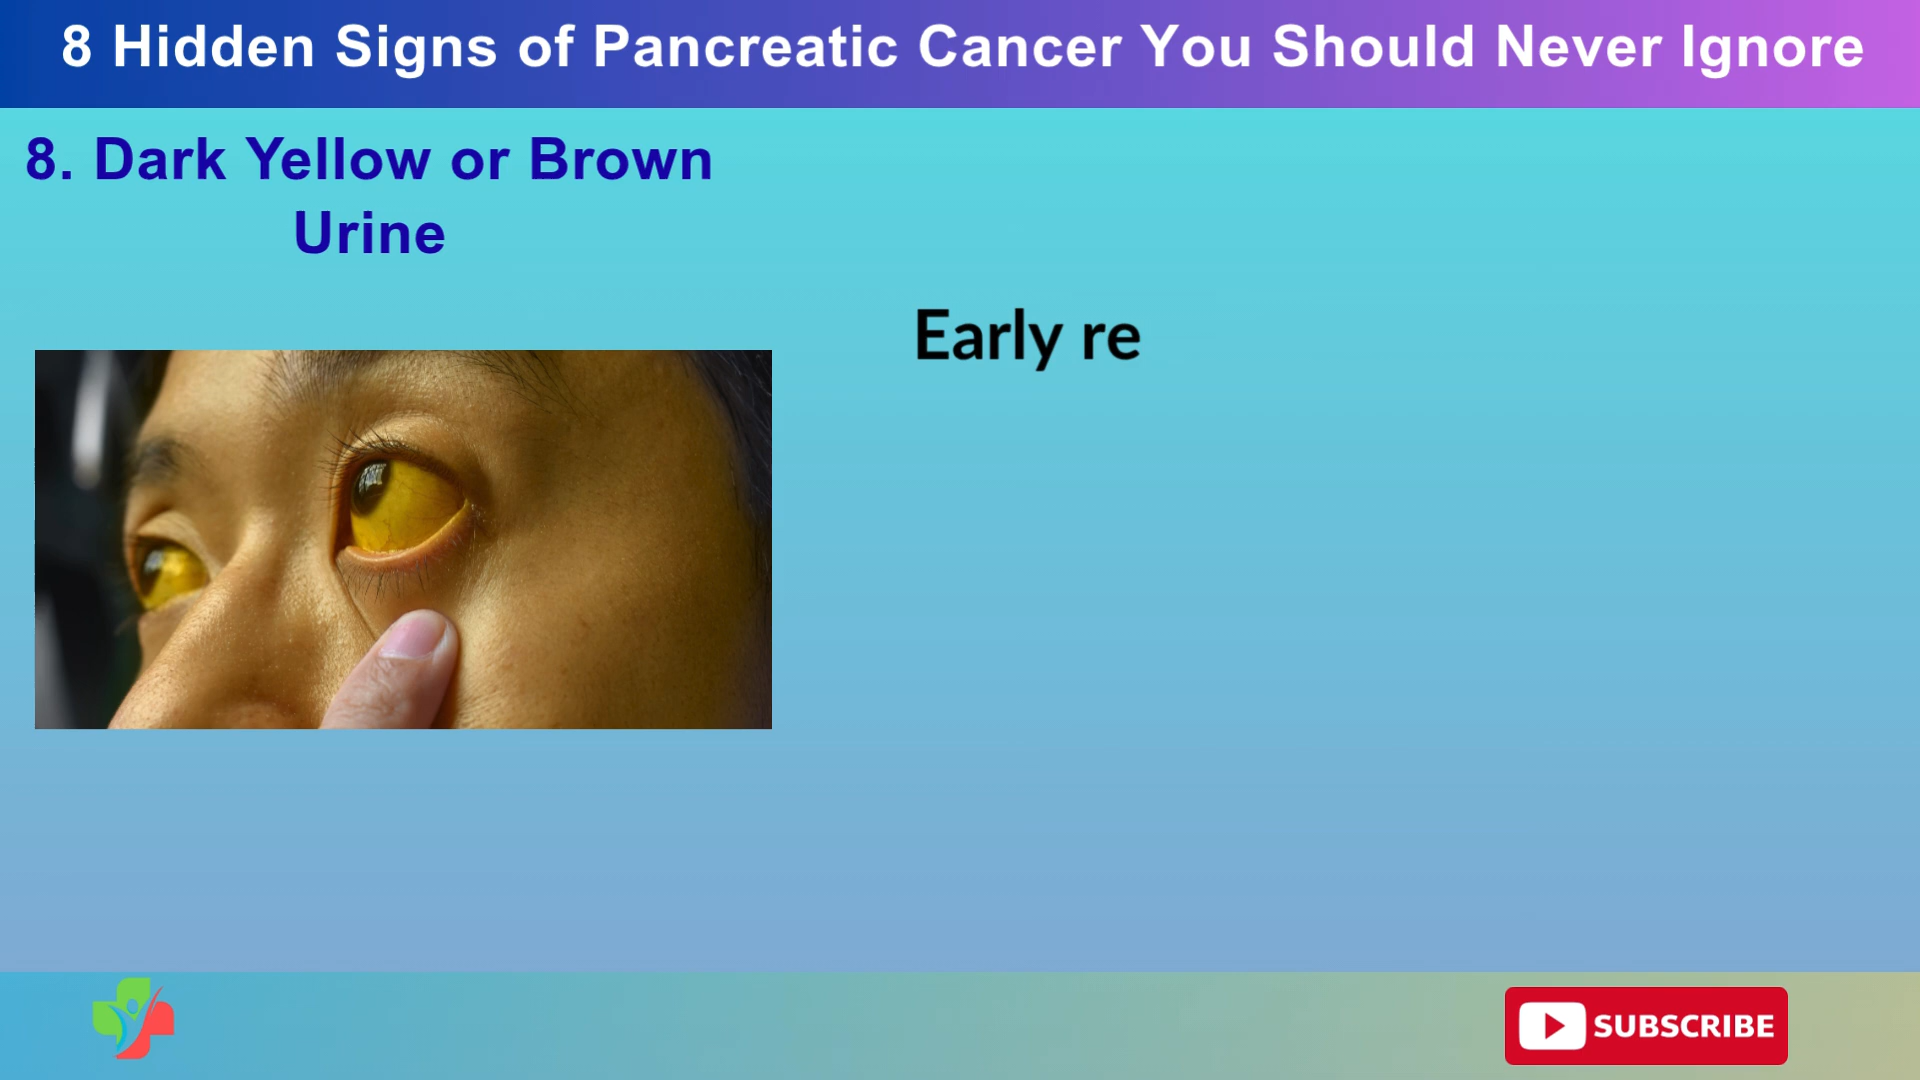 8 Hidden Signs of Pancreatic Cancer You Should Never Ignore
8. Dark Yellow or Brown
Urine
Early re
SUBSCRIBE